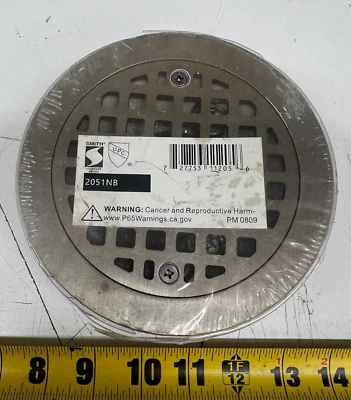 SMITH
UPC
7 27753 11205 6
2051NB
WARNING: Cancer and Reproductive Harm-
www.P65Warnings.ca.gov PM 0809
8 9 10 11 1F 13 14
12